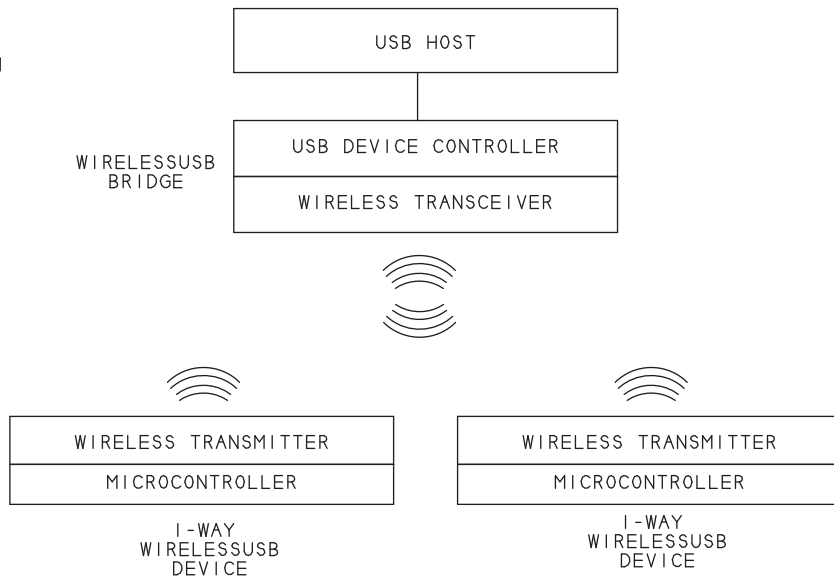 USB HOST
USB DEVICE CONTROLLER
WIRELESSUSB
BRIDGE
WIRELESS TRANSCEIVER
WIRELESS TRANSMITTER
MICROCONTROLLER
1-WAY
WIRELESSUSB
DEVICE
WIRELESS TRANSMITTER
MICROCONTROLLER
1-WAY
WIRELESSUSB
DEVICE